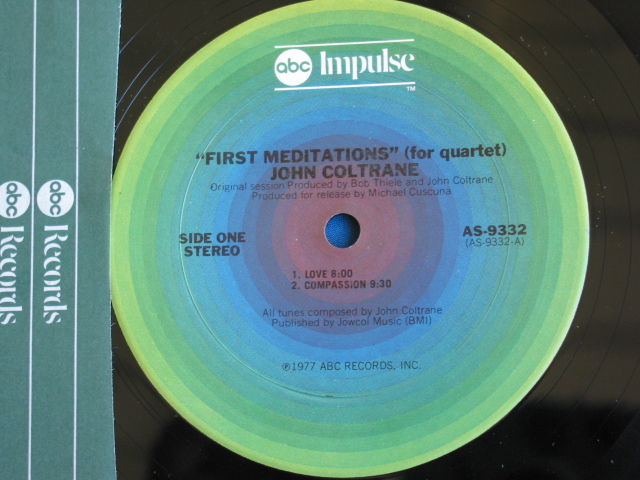 abc Impulse
TM
"FIRST MEDITATIONS" (for quartet)
JOHN COLTRANE
Original session Produced by Bob Thiele and John Coltrane
Produced for release by Michael Cuscuna
SIDE ONE
STEREO
AS-9332
(AS-9332-A)
1. LOVE 8:00
2. COMPASSION 9:30
All tunes composed by John Coltrane
Published by Jowcol Music (BMI)
℗1977 ABC RECORDS, INC.
abc Records
abc Records